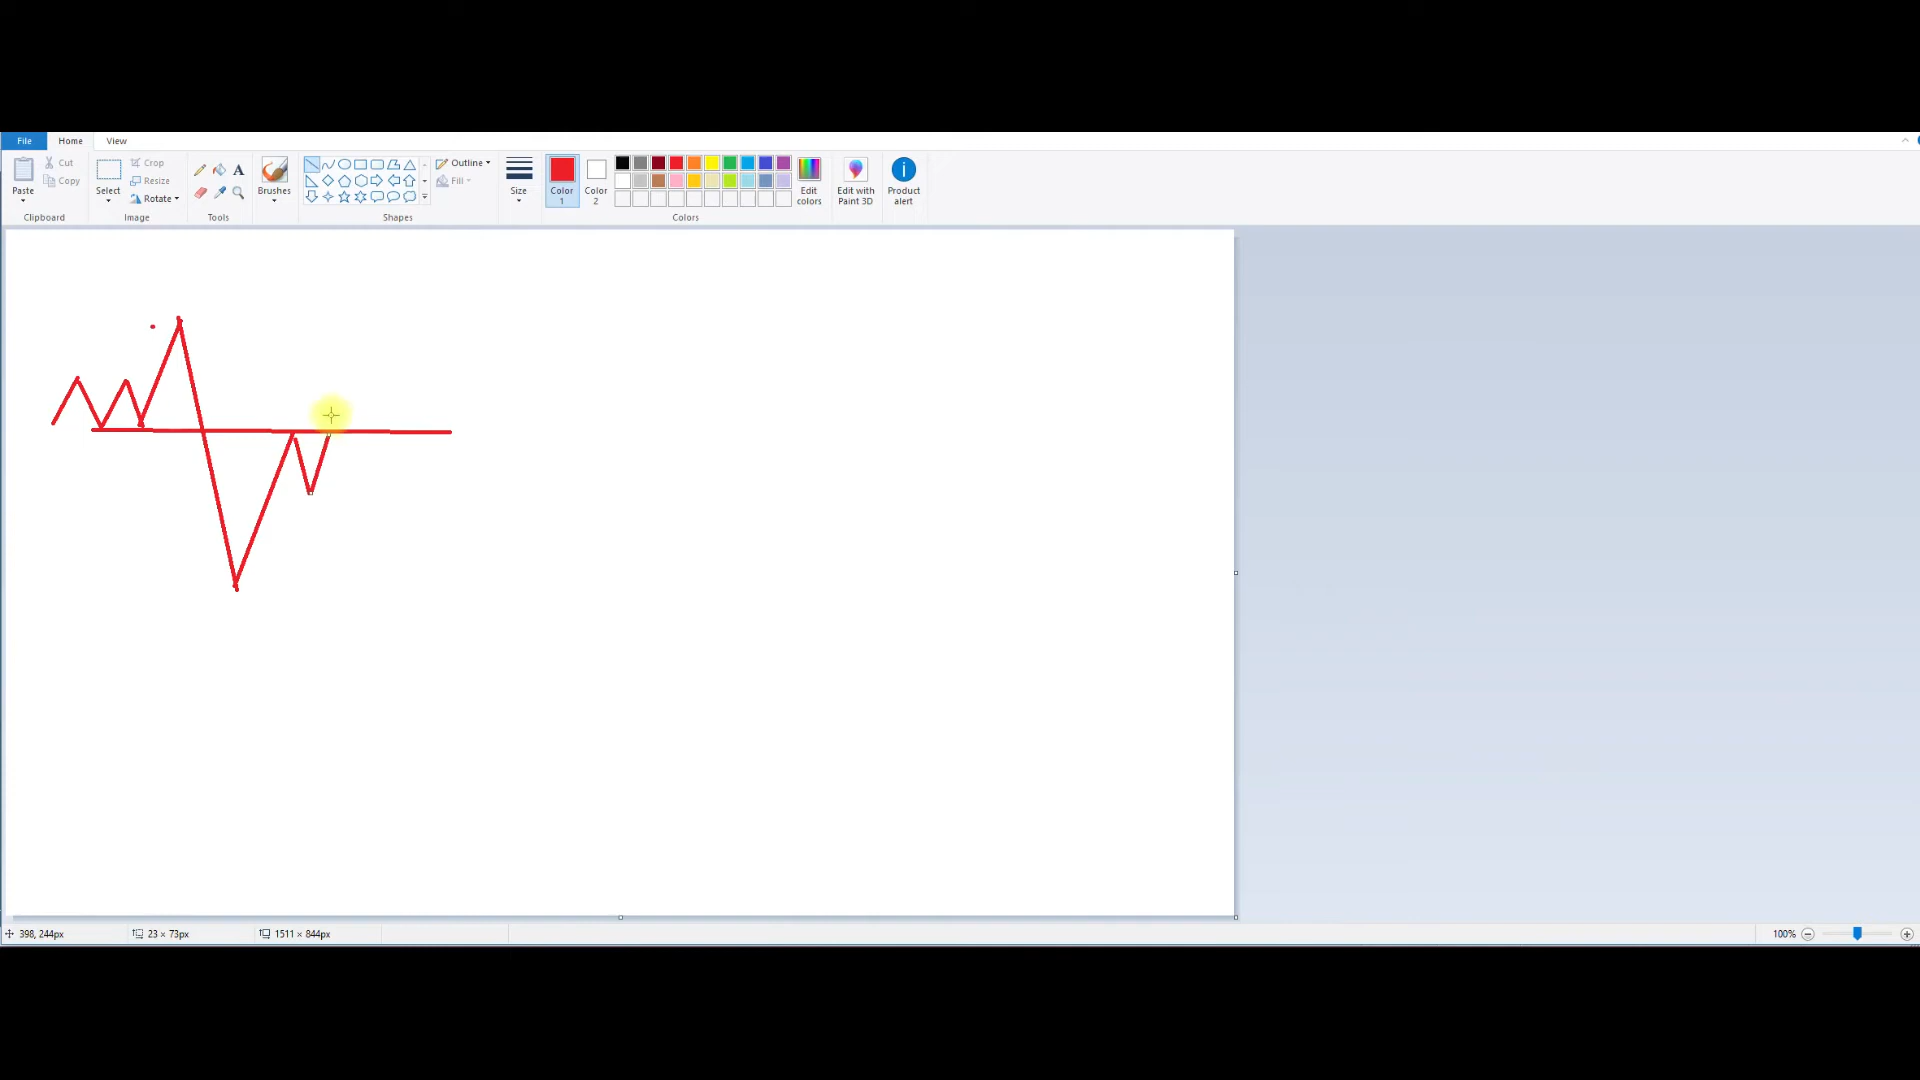 File Home View
Paste
Cut
Copy
Clipboard
Select
Crop
Resize
Rotate
Image
A
Tools
Brushes
Outline
Fill
Shapes
Size
Color
1
Color
2
Edit
colors
Colors
Edit with
Paint 3D
Product
alert
398, 244px 23 × 73px 1511 × 844px 100%